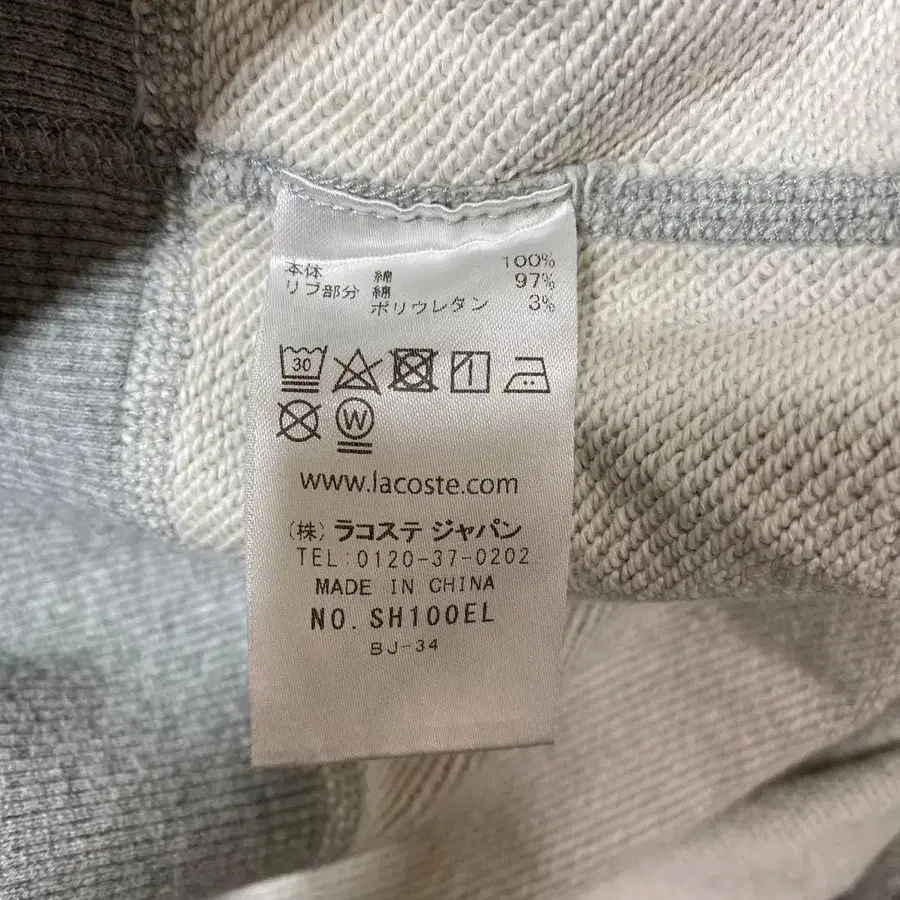 本体 綿 100%
リブ部分 綿 97%
ポリウレタン 3%
30
W
www.lacoste.com
(株) ラコステ ジャパン
TEL:0120-37-0202
MADE IN CHINA
NO. SH100EL
BJ-34